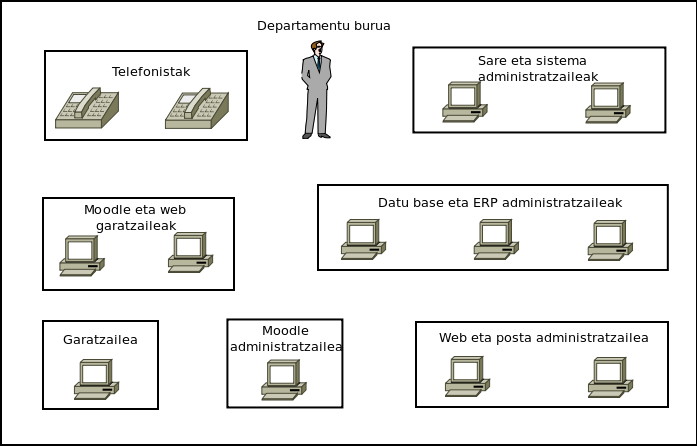 Departamentu burua
Telefonistak
Sare eta sistema
administratzaileak
Moodle eta web
garatzaileak
Datu base eta ERP administratzaileak
Garatzailea
Moodle
administratzailea
Web eta posta administratzailea